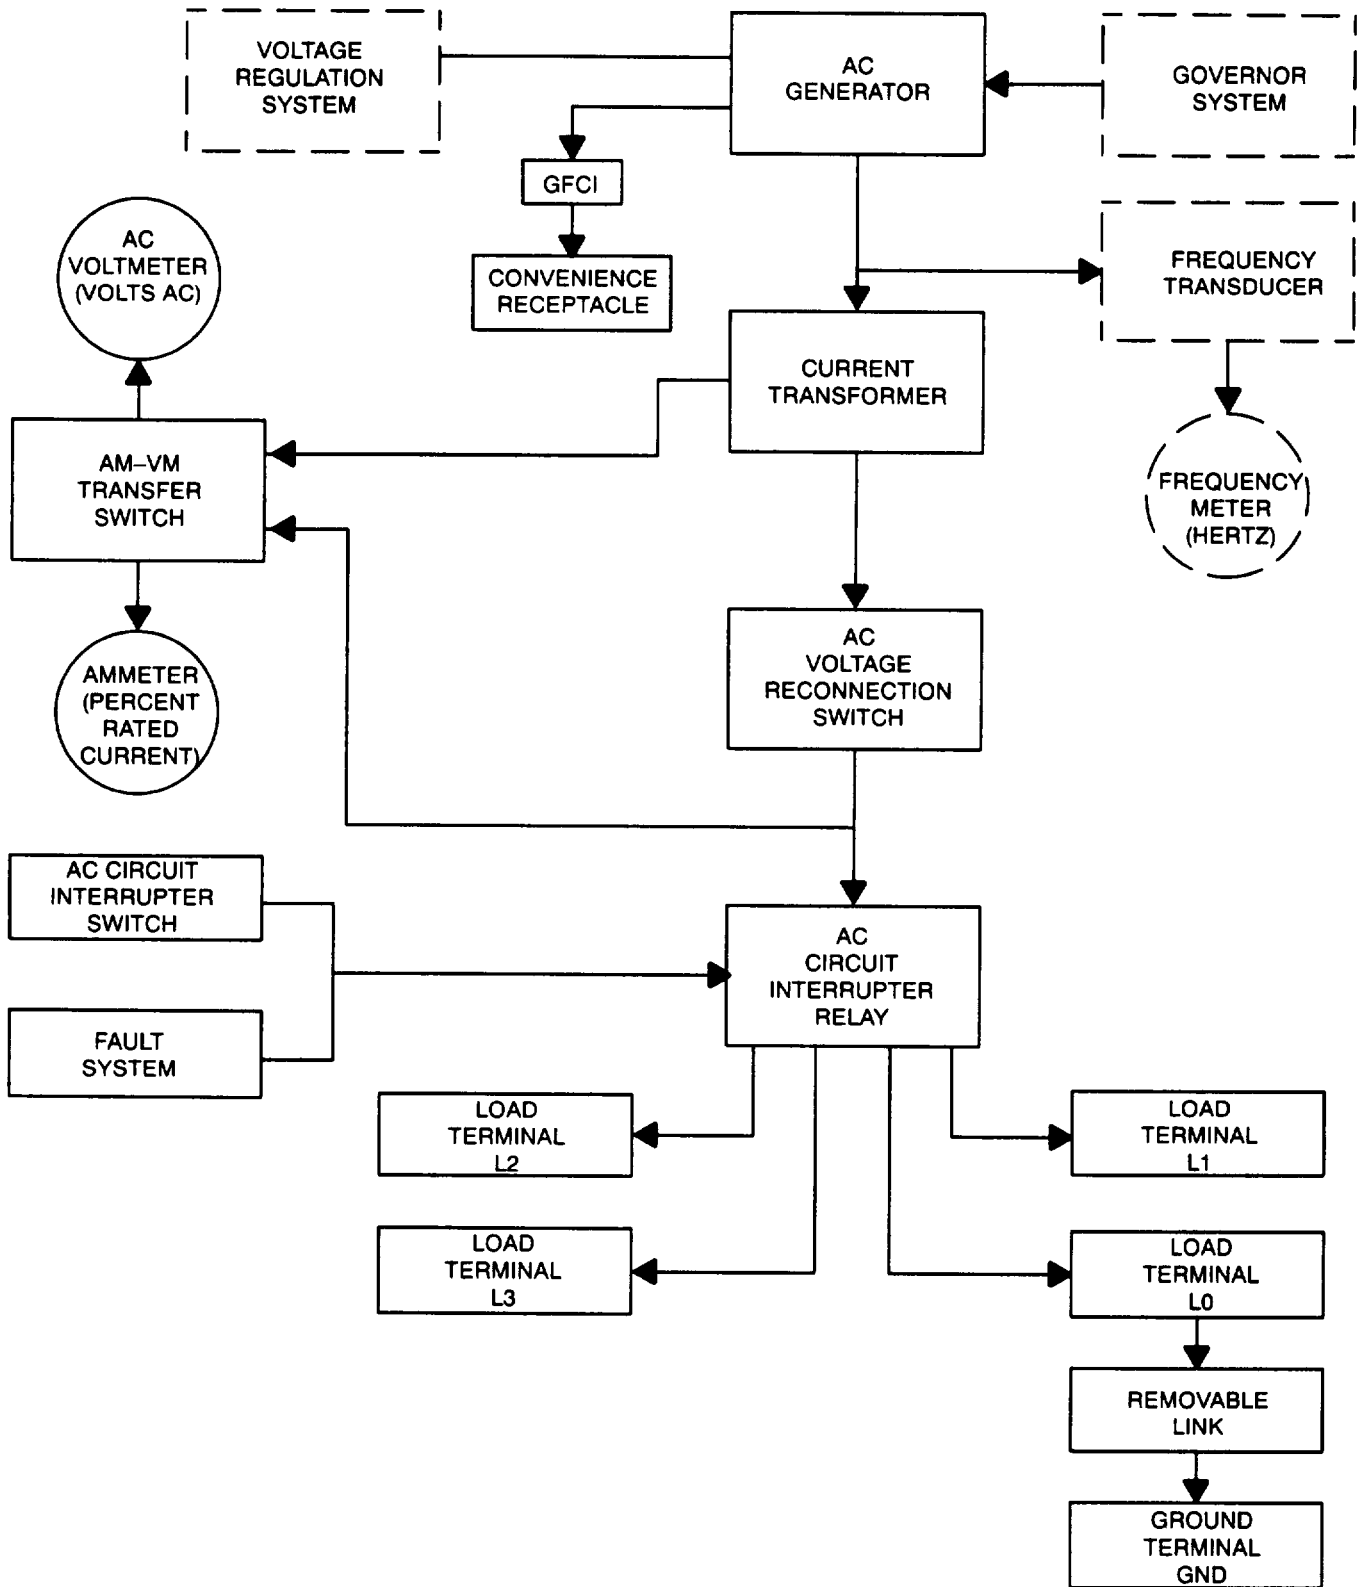 VOLTAGE
REGULATION
SYSTEM
AC
GENERATOR
GOVERNOR
SYSTEM
GFCI
CONVENIENCE
RECEPTACLE
AC
VOLTMETER
(VOLTS AC)
FREQUENCY
TRANSDUCER
CURRENT
TRANSFORMER
AM–VM
TRANSFER
SWITCH
FREQUENCY
METER
(HERTZ)
AMMETER
(PERCENT
RATED
CURRENT)
AC
VOLTAGE
RECONNECTION
SWITCH
AC CIRCUIT
INTERRUPTER
SWITCH
AC
CIRCUIT
INTERRUPTER
RELAY
FAULT
SYSTEM
LOAD
TERMINAL
L2
LOAD
TERMINAL
L1
LOAD
TERMINAL
L3
LOAD
TERMINAL
L0
REMOVABLE
LINK
GROUND
TERMINAL
GND